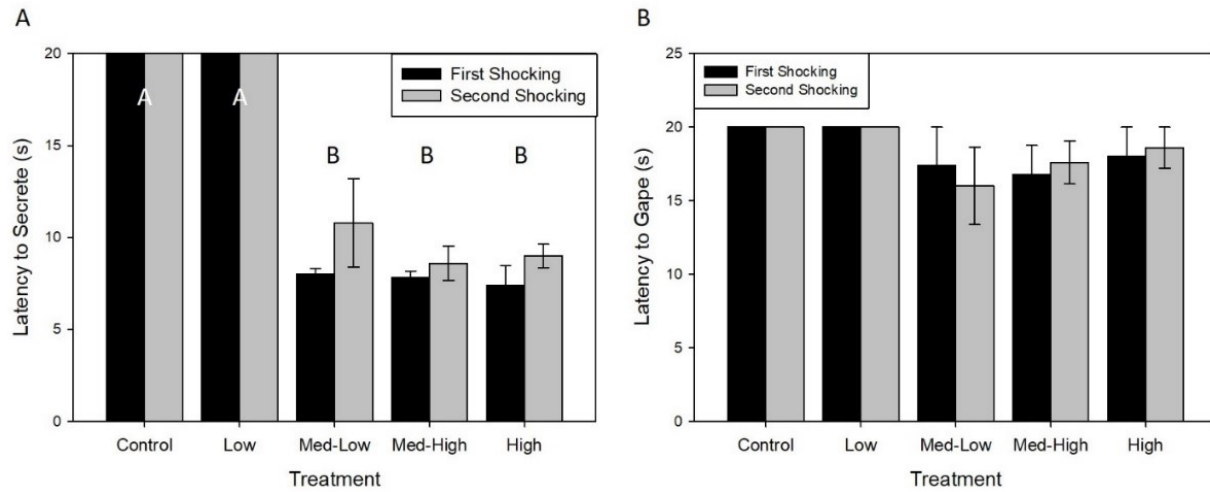 A
20
15
10
5
0
Latency to Secrete (s)
First Shocking
Second Shocking
A
A
B
B
B
Control
Low
Med-Low
Med-High
High
Treatment
B
25
20
15
10
5
0
Latency to Gape (s)
First Shocking
Second Shocking
Control
Low
Med-Low
Med-High
High
Treatment